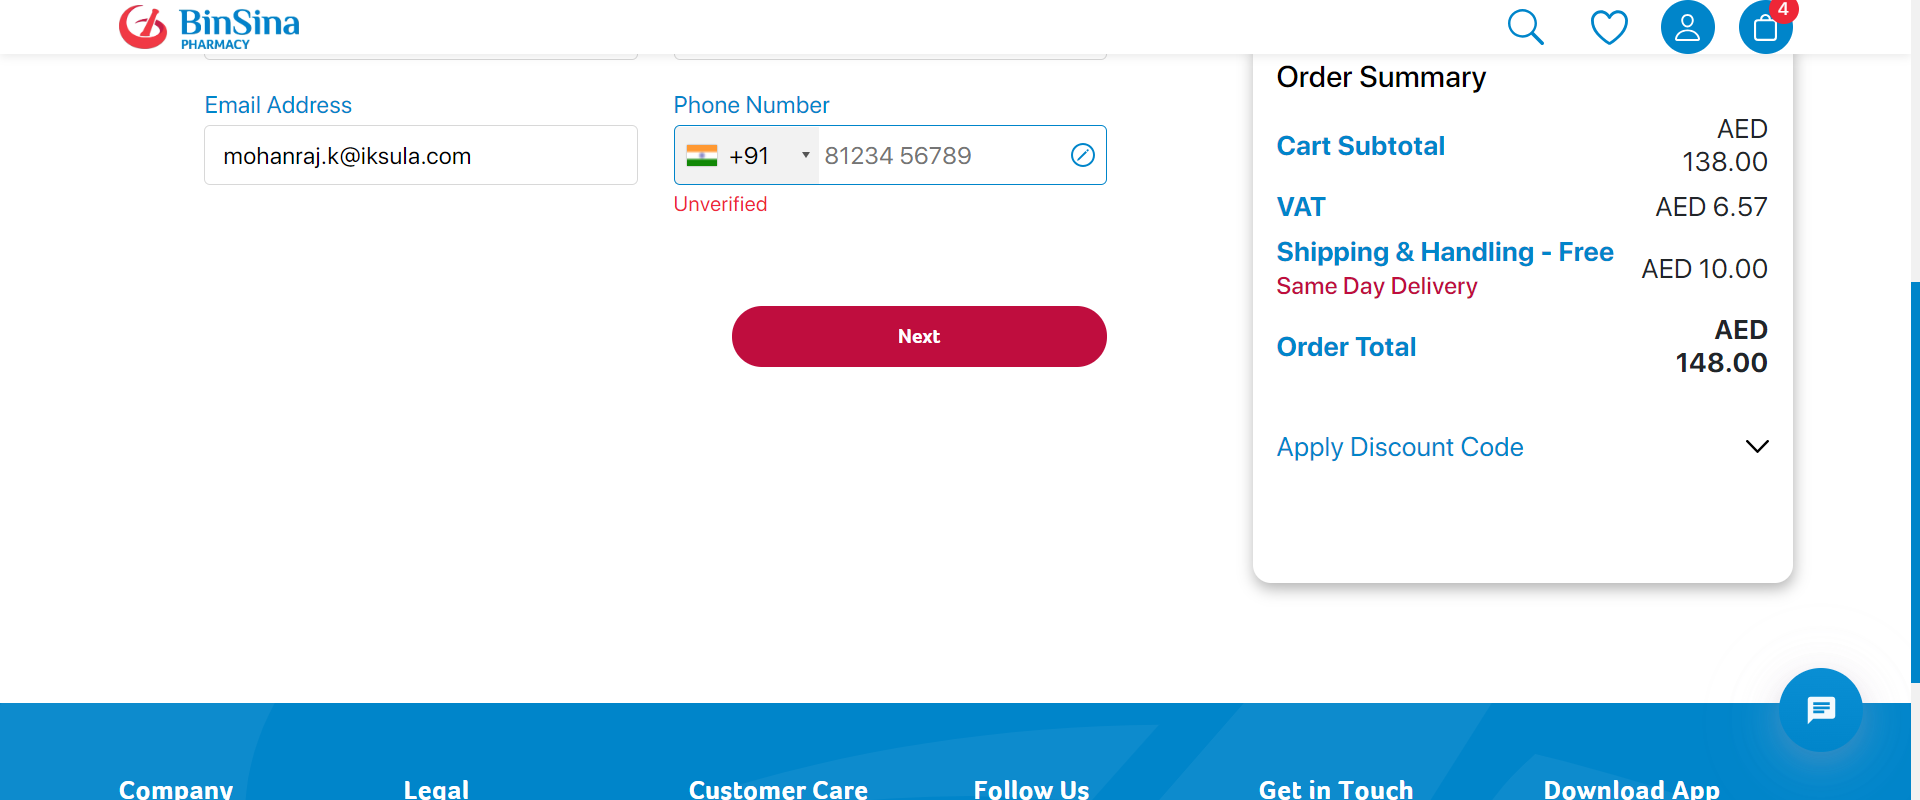 BinSina
PHARMACY
4
Email Address
Phone Number
mohanraj.k@iksula.com
+91
81234 56789
Unverified
Next
Order Summary
Cart Subtotal
AED
138.00
VAT
AED 6.57
Shipping & Handling - Free
AED 10.00
Same Day Delivery
Order Total
AED
148.00
Apply Discount Code
Company
Legal
Customer Care
Follow Us
Get in Touch
Download App